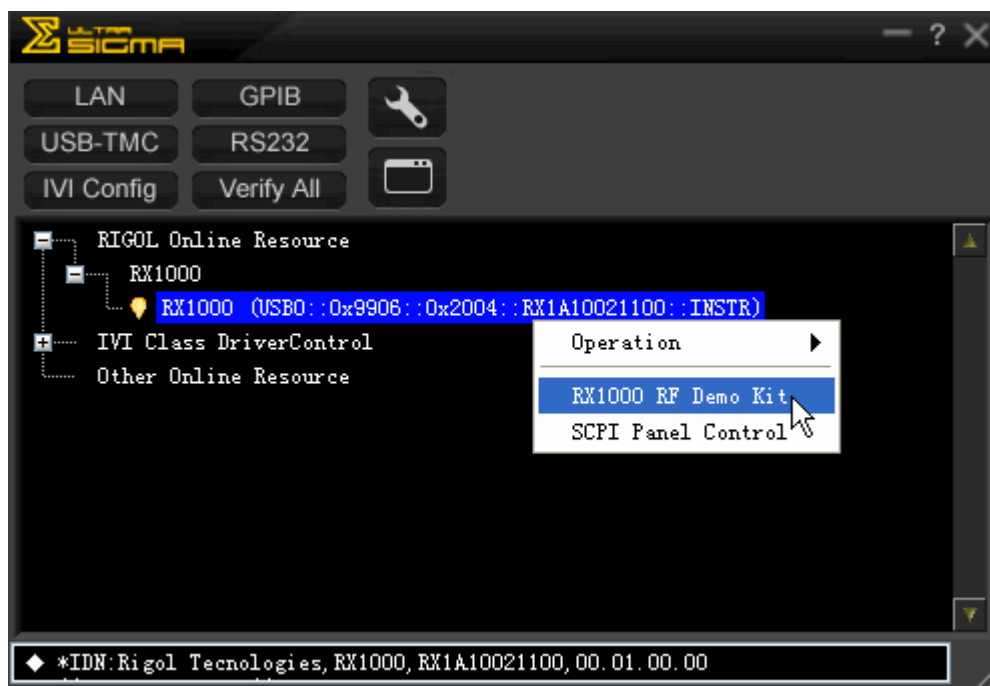 ULTRA
SIGMA
?
LAN GPIB
USB-TMC RS232
IVI Config Verify All
RIGOL Online Resource
RX1000
RX1000 (USB0::0x9906::0x2004::RX1A10021100::INSTR)
IVI Class DriverControl
Other Online Resource
Operation
RX1000 RF Demo Kit
SCPI Panel Control
*IDN:Rigol Tecnologies,RX1000,RX1A10021100,00.01.00.00